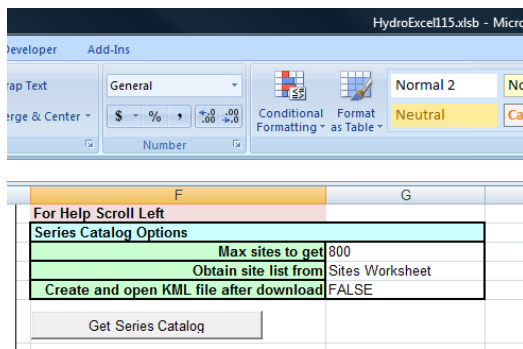 HydroExcel115.xlsb - Micro
Developer Add-Ins
rap Text General Normal 2 No
erge & Center $ % , .0 .00 .00 .0 Conditional Formatting Format as Table Neutral Ca
Number
F G
For Help Scroll Left
Series Catalog Options
Max sites to get 800
Obtain site list from Sites Worksheet
Create and open KML file after download FALSE
Get Series Catalog